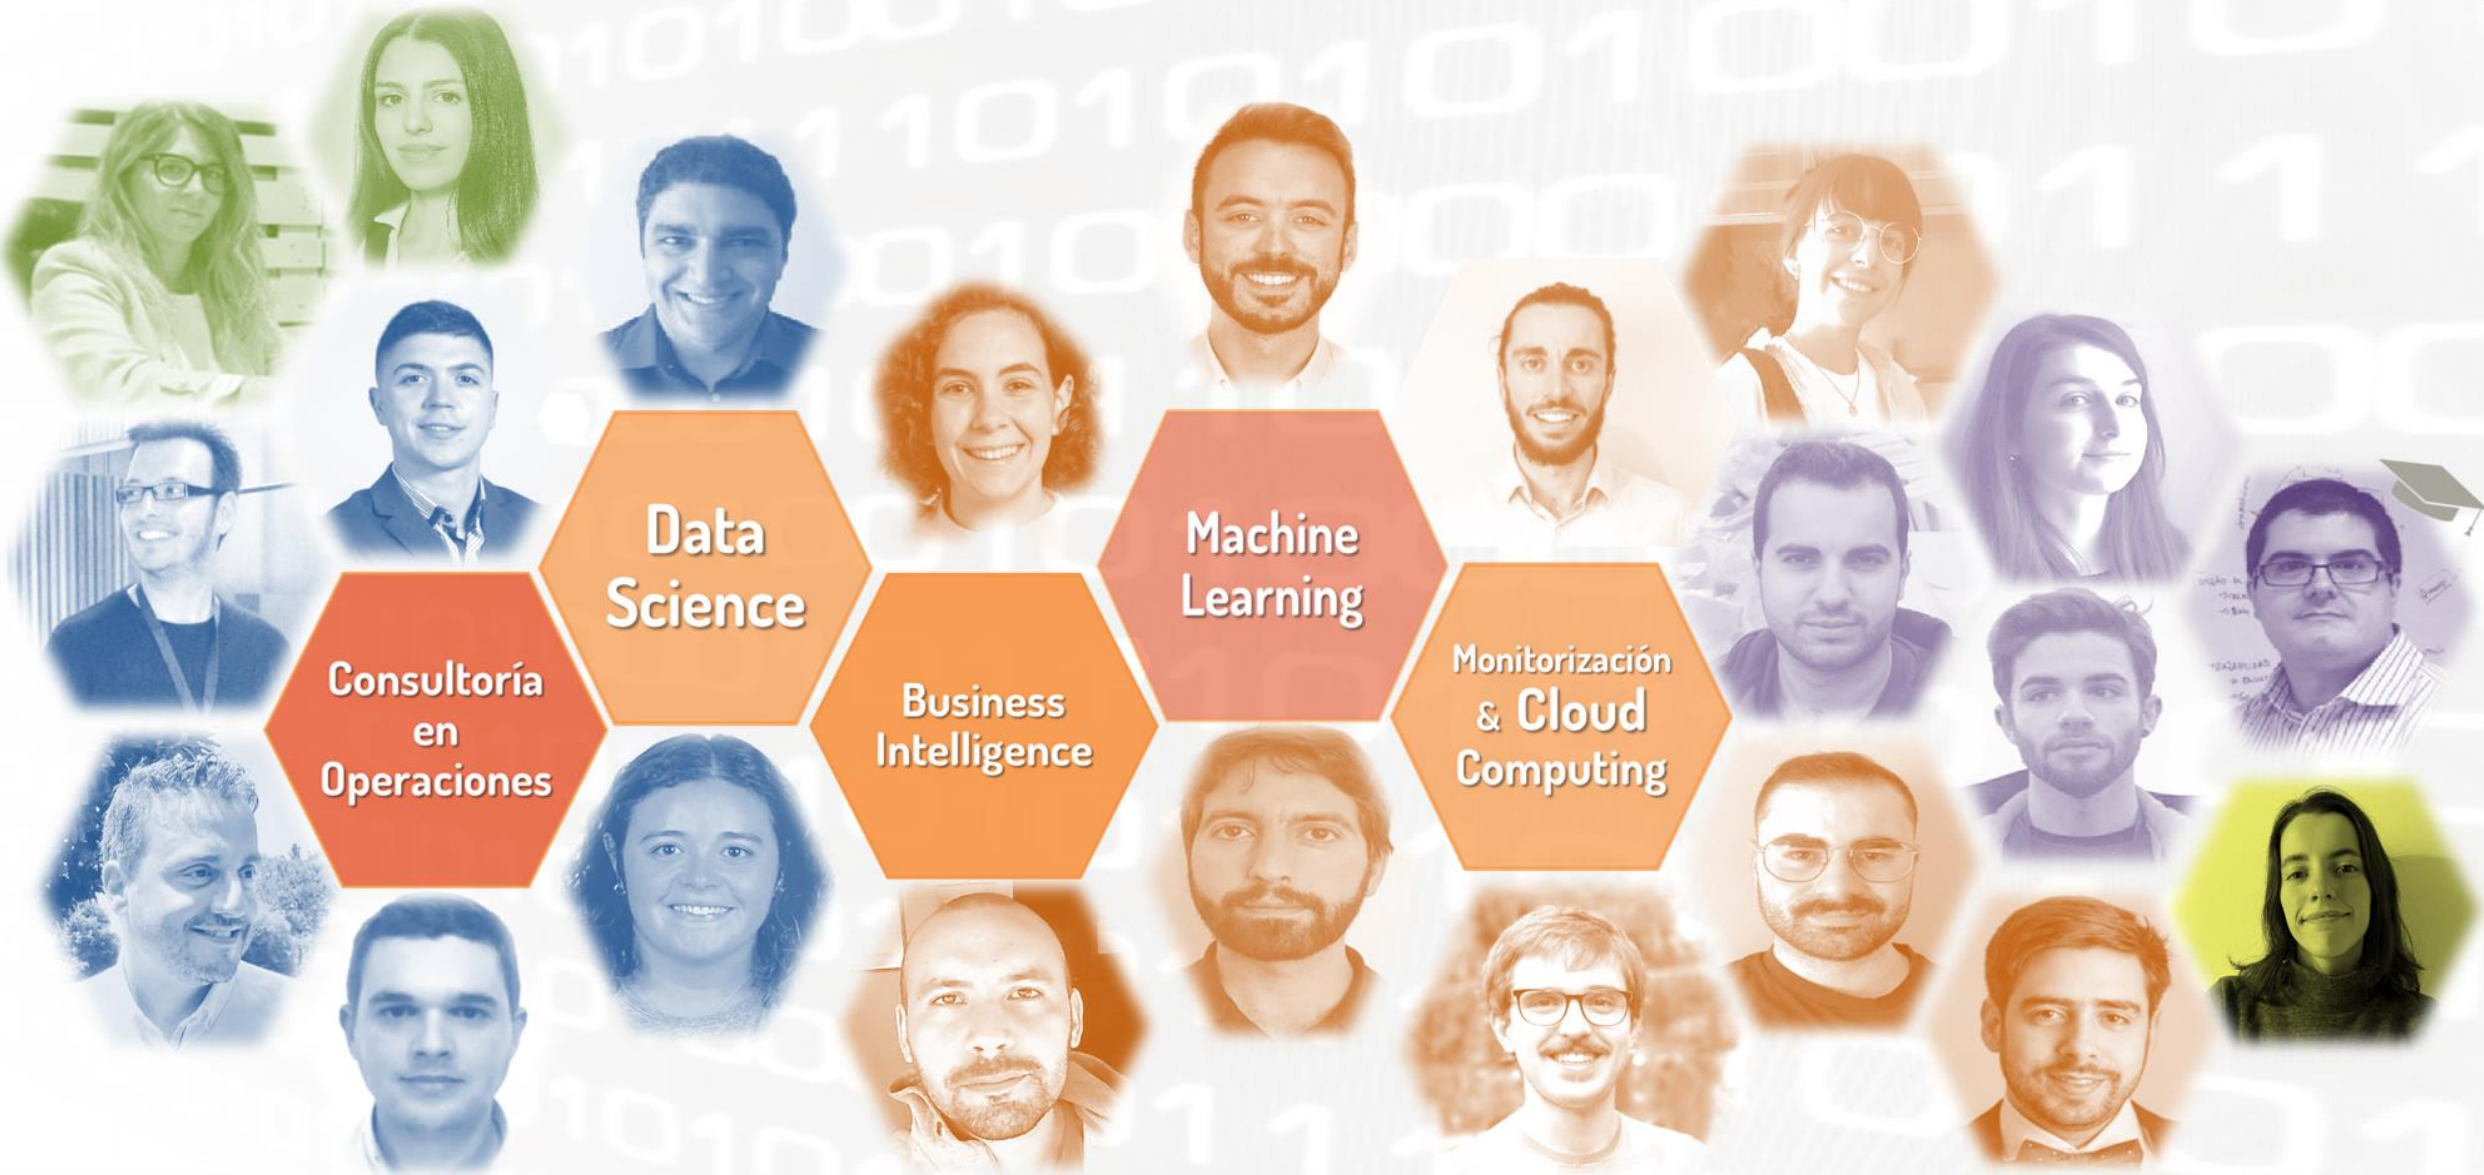 Data
Science
Machine
Learning
Consultoría
en
Operaciones
Business
Intelligence
Monitorización
& Cloud
Computing